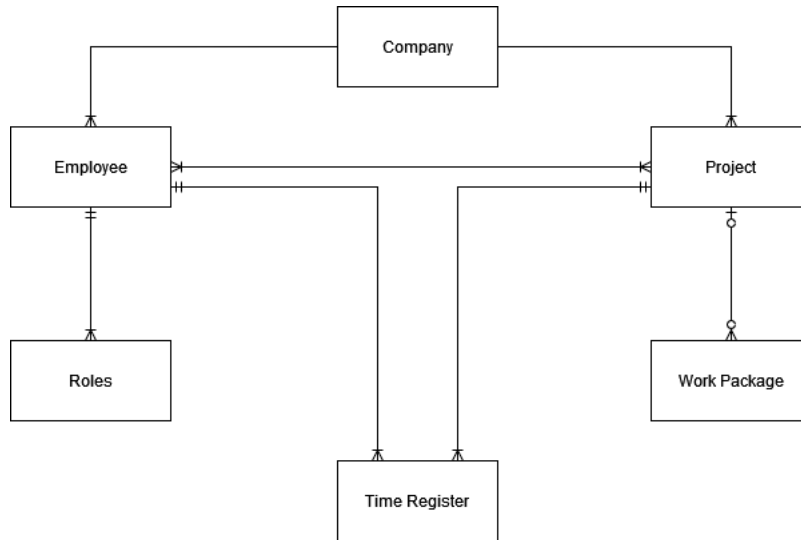 Company
Employee
Project
Roles
Work Package
Time Register